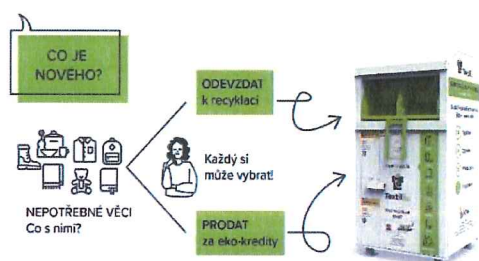 CO JE
NOVÉHO?
ODEVZDAT
k recyklaci
Každý si
může vybrat!
NEPOTŘEBNÉ VĚCI
Co s nimi?
PRODAT
za eko-kredity